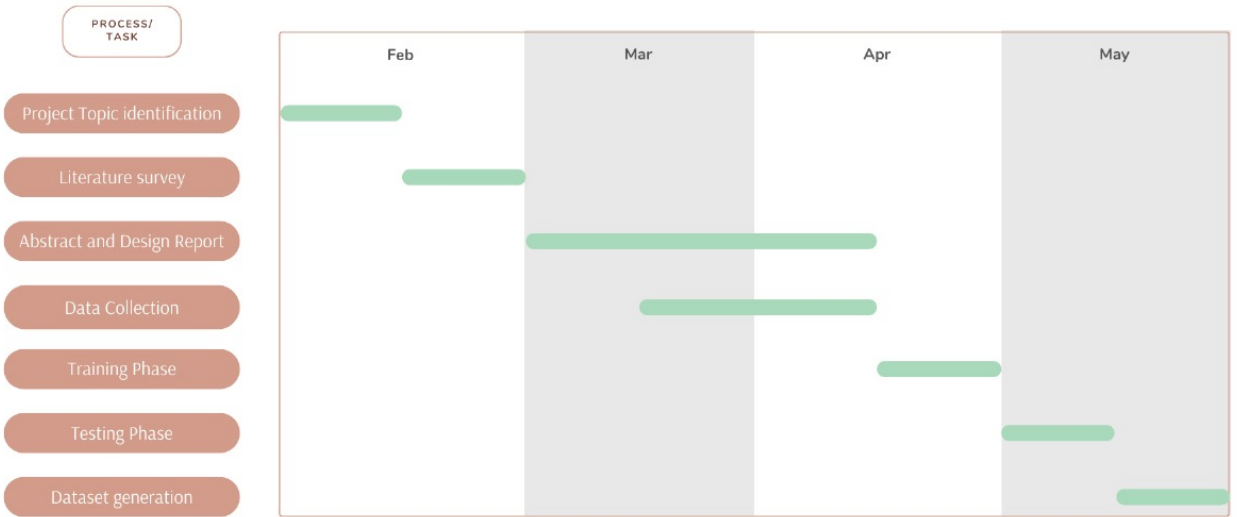 PROCESS/
TASK
Feb Mar Apr May
Project Topic identification
Literature survey
Abstract and Design Report
Data Collection
Training Phase
Testing Phase
Dataset generation